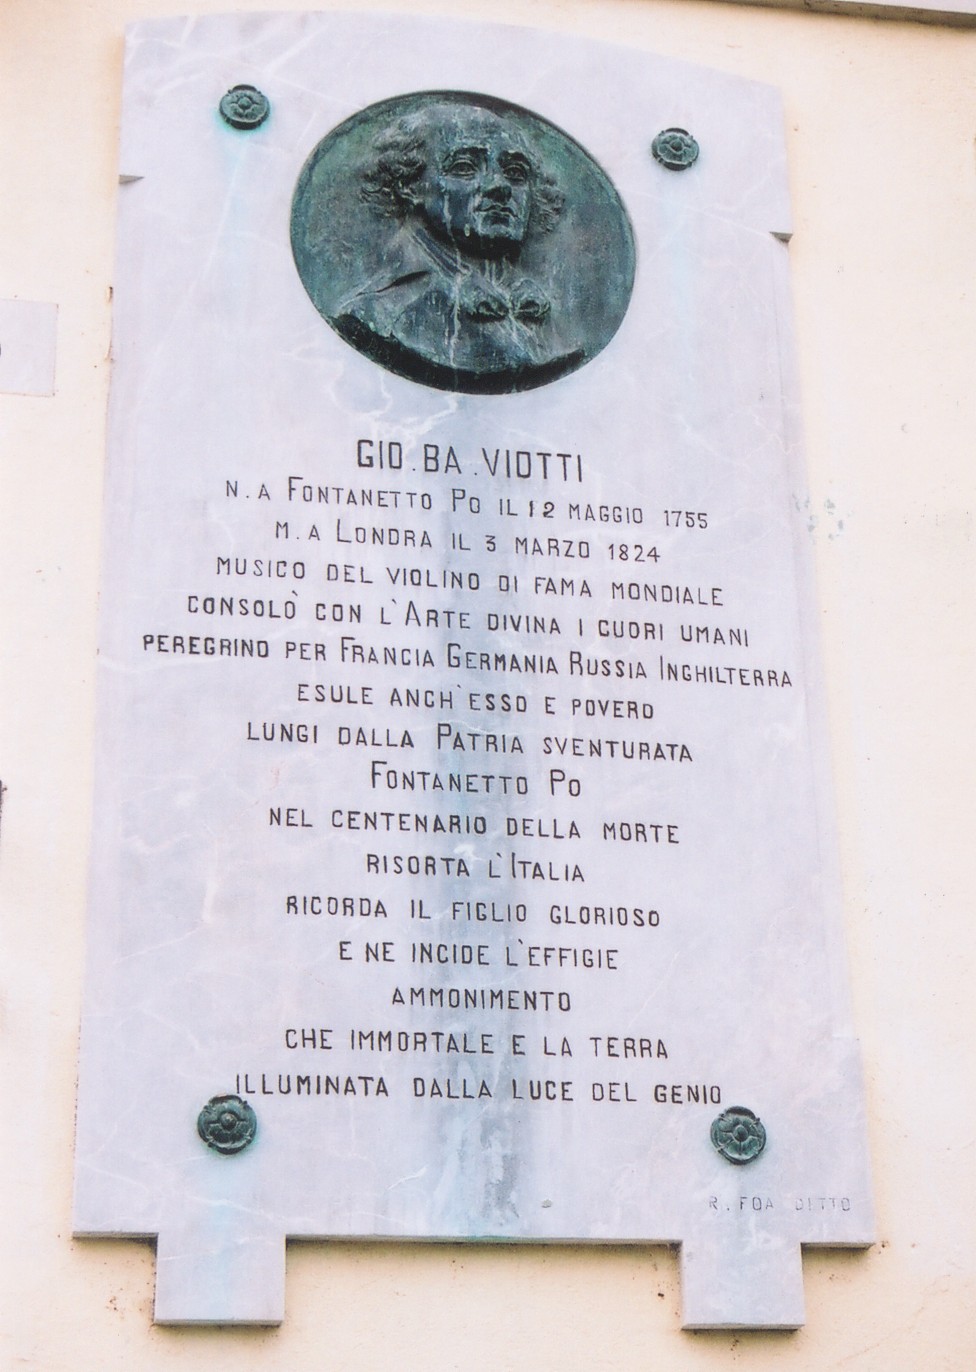 GIO.BA.VIOTTI
N.A FONTANETTO PO IL 12 MAGGIO 1755
M.A LONDRA IL 3 MARZO 1824
MUSICO DEL VIOLINO DI FAMA MONDIALE
CONSOLÒ CON L'ARTE DIVINA I CUORI UMANI
PEREGRINO PER FRANCIA GERMANIA RUSSIA INGHILTERRA
ESULE ANCH'ESSO E POVERO
LUNGI DALLA PATRIA SVENTURATA
FONTANETTO PO
NEL CENTENARIO DELLA MORTE
RISORTA L'ITALIA
RICORDA IL FIGLIO GLORIOSO
E NE INCIDE L'EFFIGIE
AMMONIMENTO
CHE IMMORTALE E LA TERRA
ILLUMINATA DALLA LUCE DEL GENIO
R. FOA DITTO